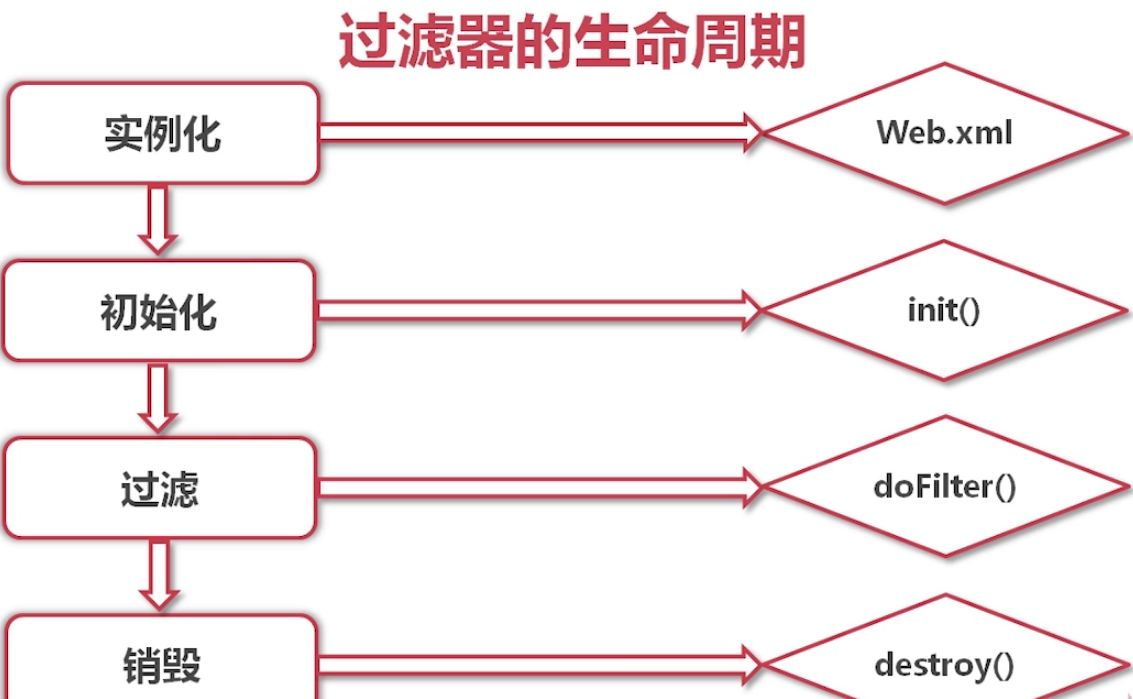 过滤器的生命周期
实例化
Web.xml
初始化
init()
过滤
doFilter()
销毁
destroy()